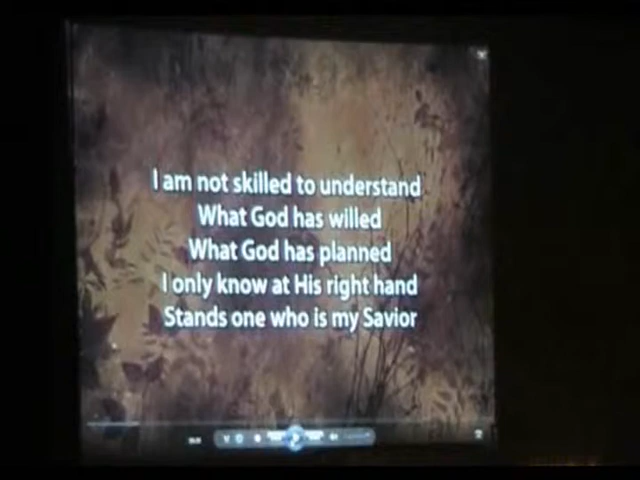 I am not skilled to understand
What God has willed
What God has planned
I only know at His right hand
Stands one who is my Savior